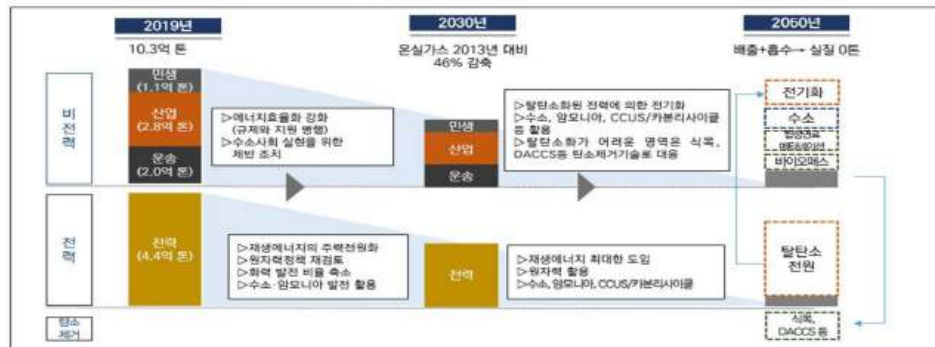 2019년
2030년
2050년
10.3억 톤
온실가스 2013년 대비
46% 감축
배출+흡수→ 실질 0톤
비전력
민생
(1.1억 톤)
산업
(2.8억 톤)
운송
(2.0억 톤)
▷에너지효율화 강화
(규제와 지원 병행)
▷수소사회 실현을 위한
제반 조치
민생
산업
운송
▷탈탄소화된 전력에 의한 전기화
▷수소, 암모니아, CCUS/카본리사이클
등 활용
▷탈탄소화가 어려운 영역은 식목,
DACCS등 탄소제거기술로 대응
전기화
수소
바이오매스
전력
전력
(4.4억 톤)
▷재생에너지의 주력전원화
▷원자력정책 재검토
▷화력 발전 비율 축소
▷수소·암모니아 발전 활용
전력
▷재생에너지 최대한 도입
▷원자력 활용
▷수소, 암모니아, CCUS/카본리사이클
탈탄소
전원
탄소
제거
식목,
DACCS 등